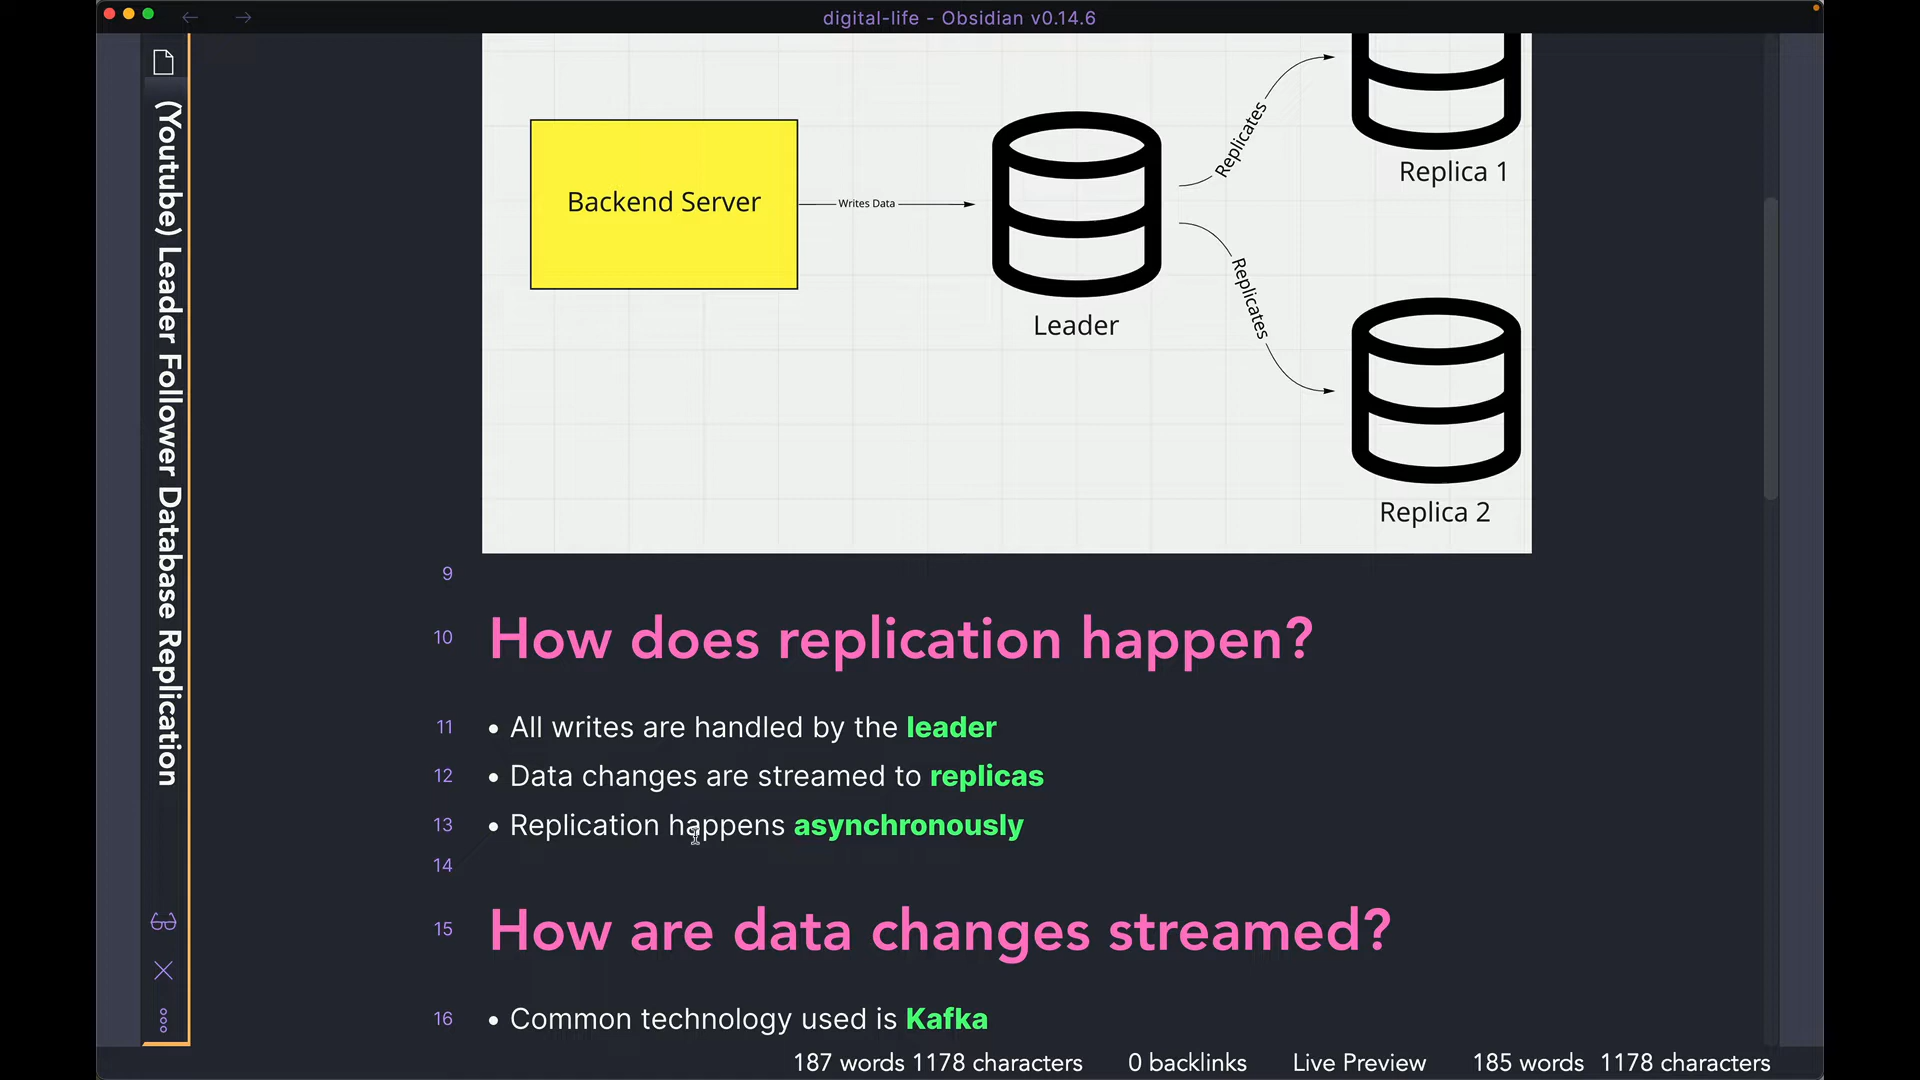 digital-life - Obsidian v0.14.6
(Youtube) Leader Follower Database Replication
Backend Server
Writes Data
Leader
Replicates
Replicates
Replica 1
Replica 2
9
10 How does replication happen?
11 • All writes are handled by the leader
12 • Data changes are streamed to replicas
13 • Replication happens asynchronously
14
15 How are data changes streamed?
16 • Common technology used is Kafka
187 words 1178 characters 0 backlinks Live Preview 185 words 1178 characters